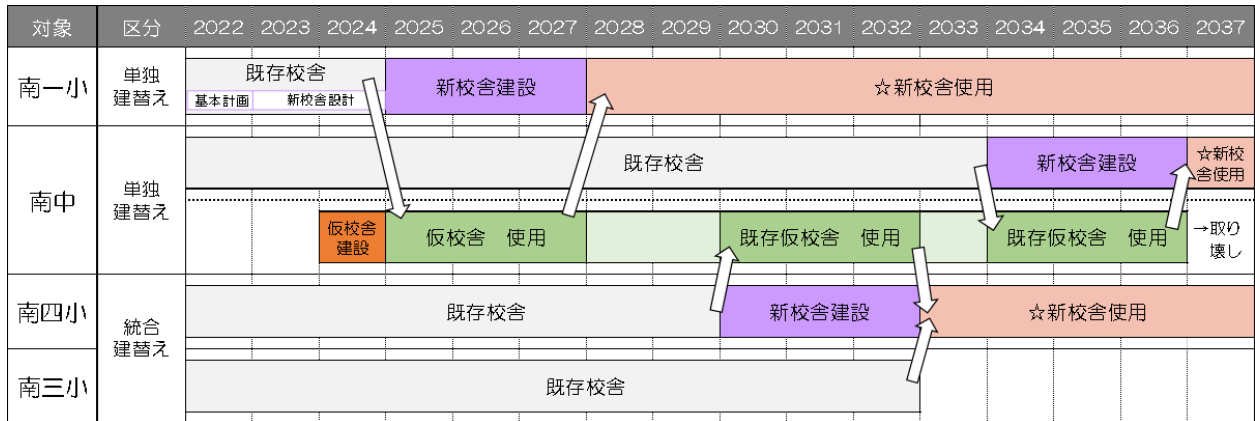 対象 区分 2022 2023 2024 2025 2026 2027 2028 2029 2030 2031 2032 2033 2034 2035 2036 2037
南一小
単独
建替え
既存校舎
基本計画 新校舎設計
新校舎建設
☆新校舎使用
南中
単独
建替え
既存校舎
新校舎建設
☆新校
舎使用
仮校舎
建設
仮校舎 使用
既存仮校舎 使用
既存仮校舎 使用
→取り
壊し
南四小
統合
建替え
既存校舎
新校舎建設
☆新校舎使用
南三小
既存校舎